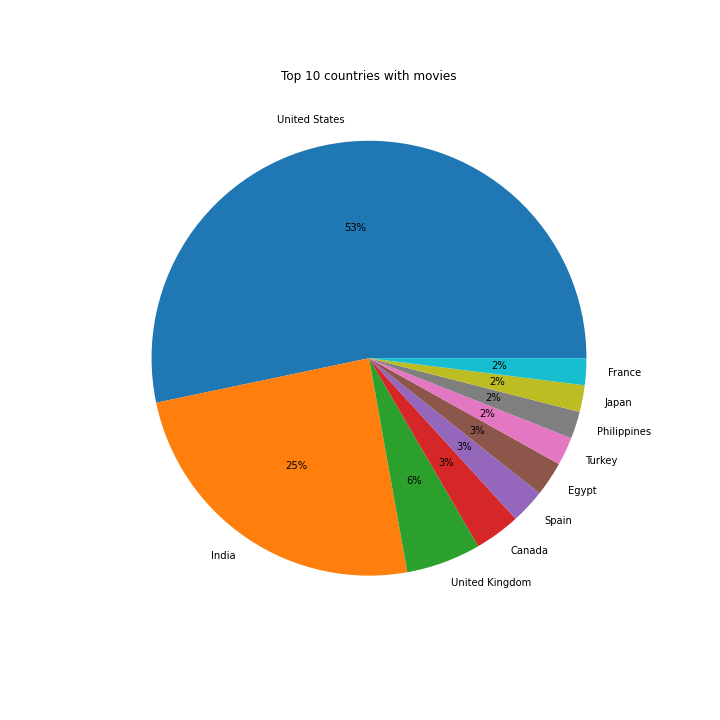 Top 10 countries with movies
United States
53%
25%
India
6%
United Kingdom
3%
Canada
3%
Spain
3%
Egypt
2%
Turkey
2%
Philippines
2%
Japan
2%
France